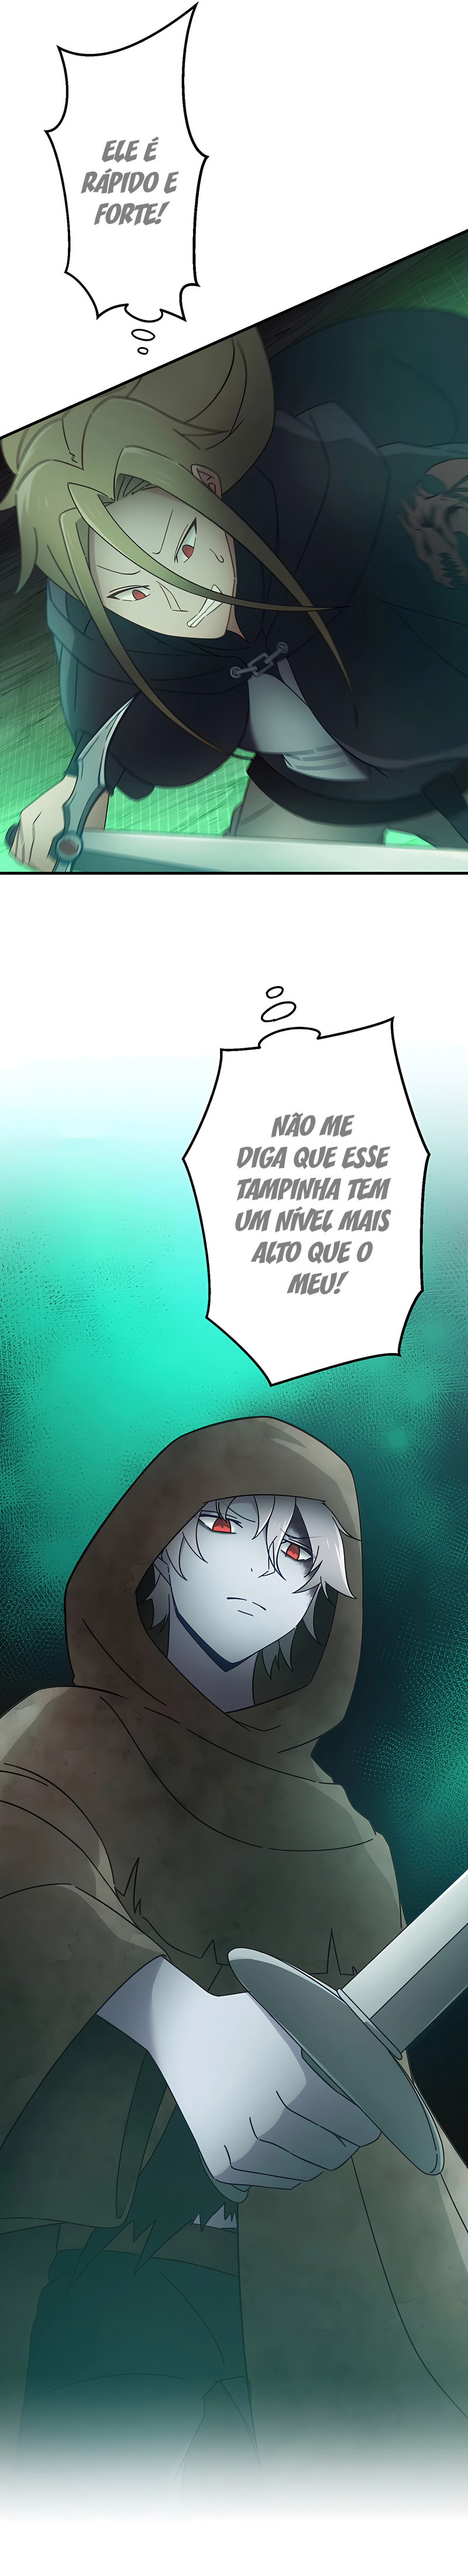 ELE É
RÁPIDO E
FORTE!
NÃO ME
DIGA QUE ESSE
TAMPINHA TEM
UM NÍVEL MAIS
ALTO QUE O
MEU!